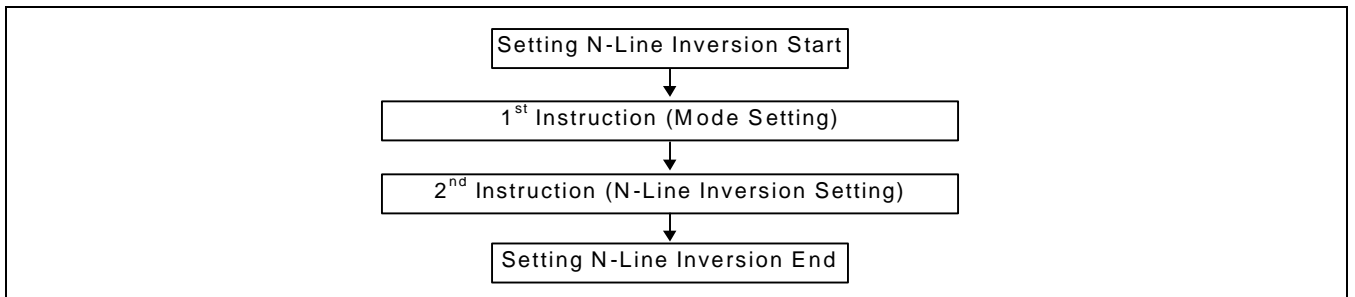 Setting N-Line Inversion Start
1st Instruction (Mode Setting)
2nd Instruction (N-Line Inversion Setting)
Setting N-Line Inversion End